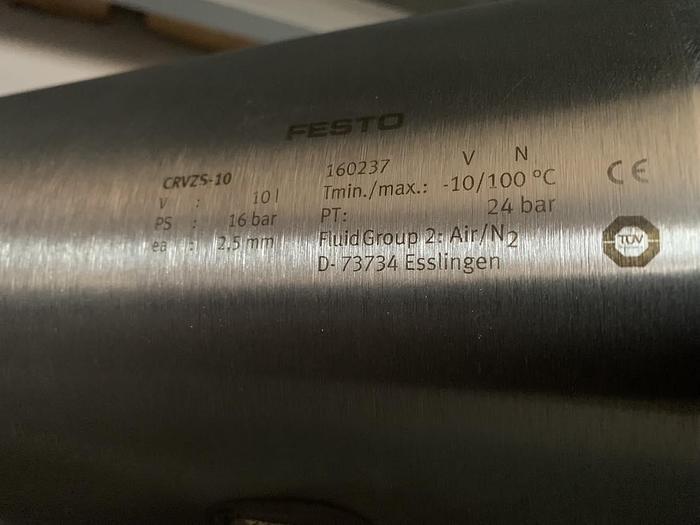 FESTO
CRVZS-10
V : 10 l
PS : 16 bar
ea : 2,5 mm
160237 V N
Tmin./max.: -10/100 °C
PT: 24 bar
FluidGroup 2: Air/N2
D-73734 Esslingen
CE
TÜV